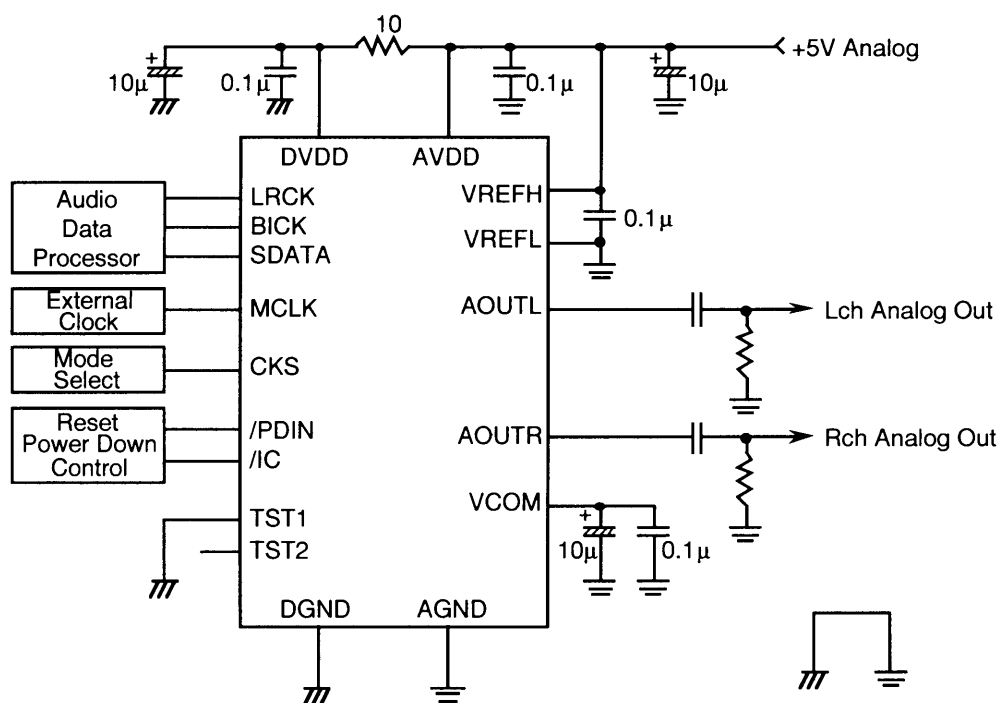 10
+5V Analog
+
10μ
0.1μ
0.1μ
+
10μ
DVDD
AVDD
Audio
Data
Processor
LRCK
BICK
SDATA
VREFH
0.1μ
VREFL
External
Clock
MCLK
AOUTL
Lch Analog Out
Mode
Select
CKS
Reset
Power Down
Control
/PDIN
/IC
AOUTR
Rch Analog Out
VCOM
+
10μ
0.1μ
TST1
TST2
DGND
AGND